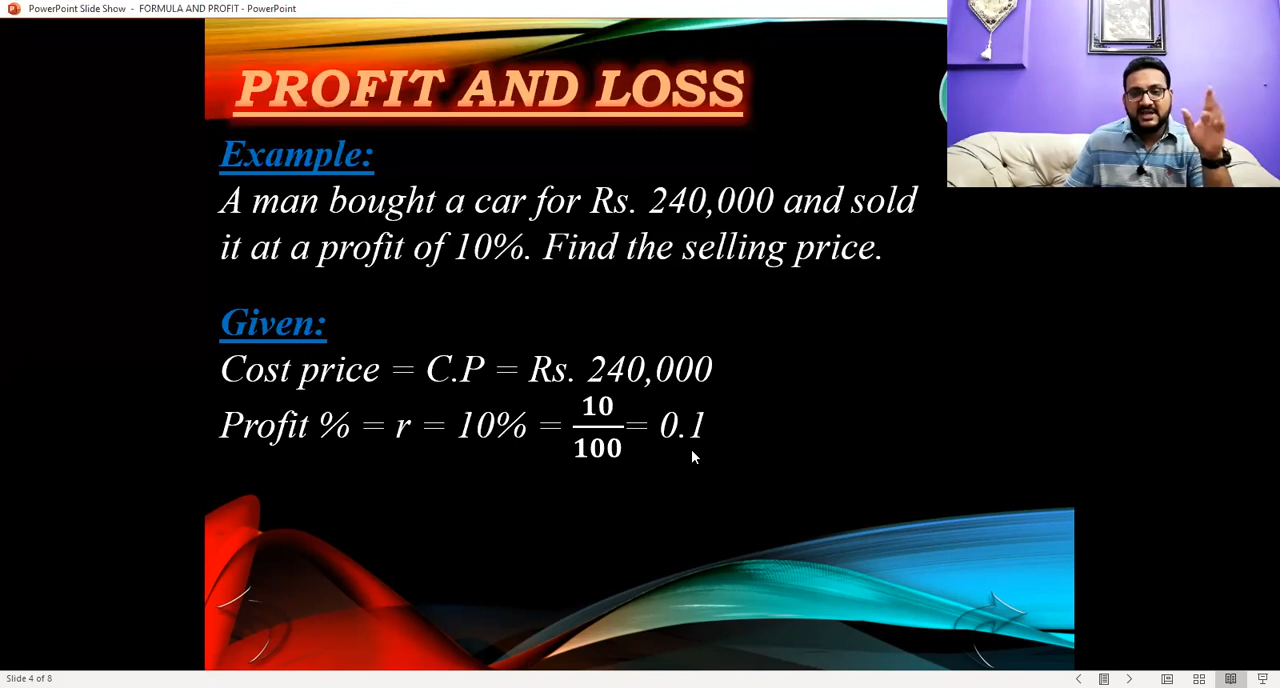 PowerPoint Slide Show - FORMULA AND PROFIT - PowerPoint
PROFIT AND LOSS
Example:
A man bought a car for Rs. 240,000 and sold
it at a profit of 10%. Find the selling price.
Given:
Cost price = C.P = Rs. 240,000
Profit % = r = 10% = 10/100 = 0.1
Slide 4 of 8